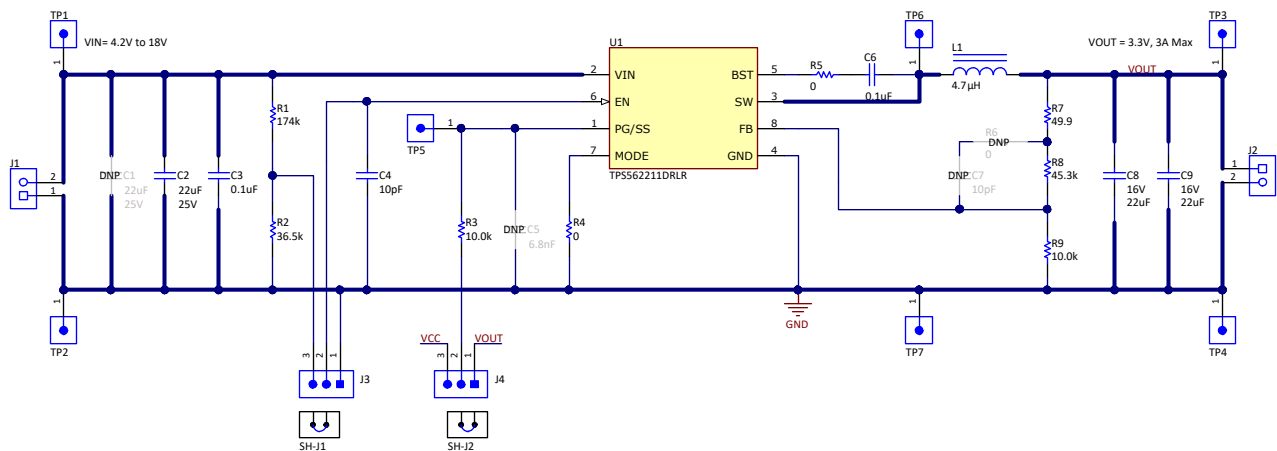 TP1
VIN= 4.2V to 18V
U1
TP6
TP3
VOUT = 3.3V, 3A Max
1
1
1
2
VIN
BST
5
R5
0
C6
0.1uF
L1
4.7µH
VOUT
6
EN
SW
3
R1
174k
R7
49.9
1
PG/SS
FB
8
TP5
1
R6
DNP
0
7
MODE
GND
4
TPS562211DRLR
J1
2
1
DNP
C1
22uF
25V
C2
22uF
25V
C3
0.1uF
C4
10pF
DNP
C7
10pF
R8
45.3k
C8
16V
22uF
C9
16V
22uF
J2
1
2
R2
36.5k
R3
10.0k
DNP
C5
6.8nF
R4
0
R9
10.0k
1
TP2
GND
1
TP7
1
TP4
VCC
VOUT
3
2
1
J3
3
2
1
J4
SH-J1
SH-J2